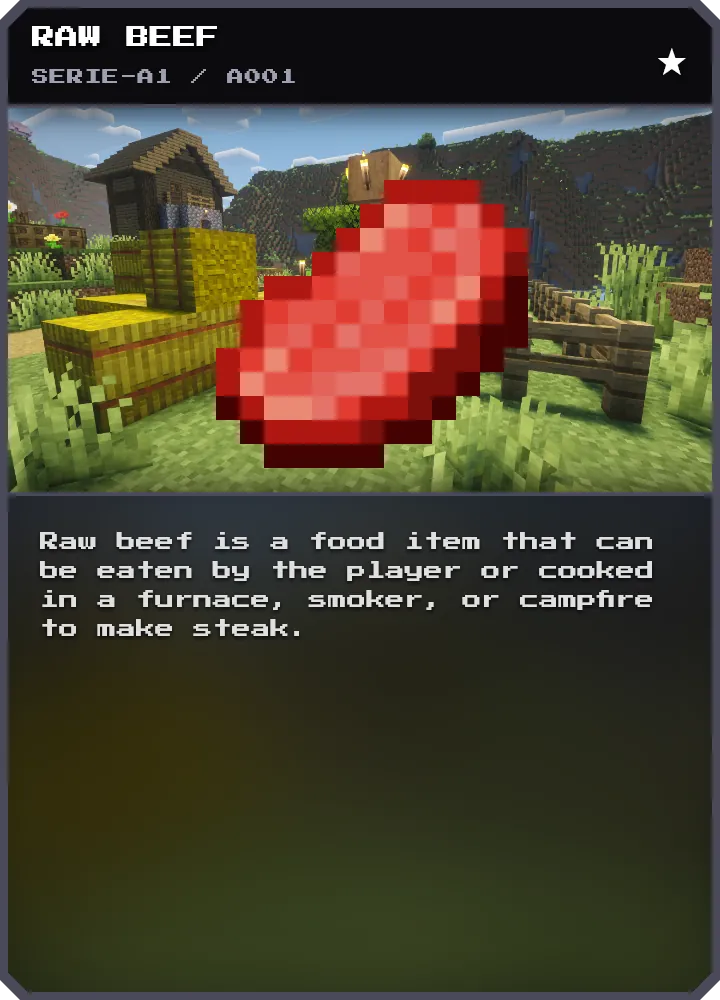 RAW BEEF
SERIE-A1 / A001
Raw beef is a food item that can
be eaten by the player or cooked
in a furnace, smoker, or campfire
to make steak.